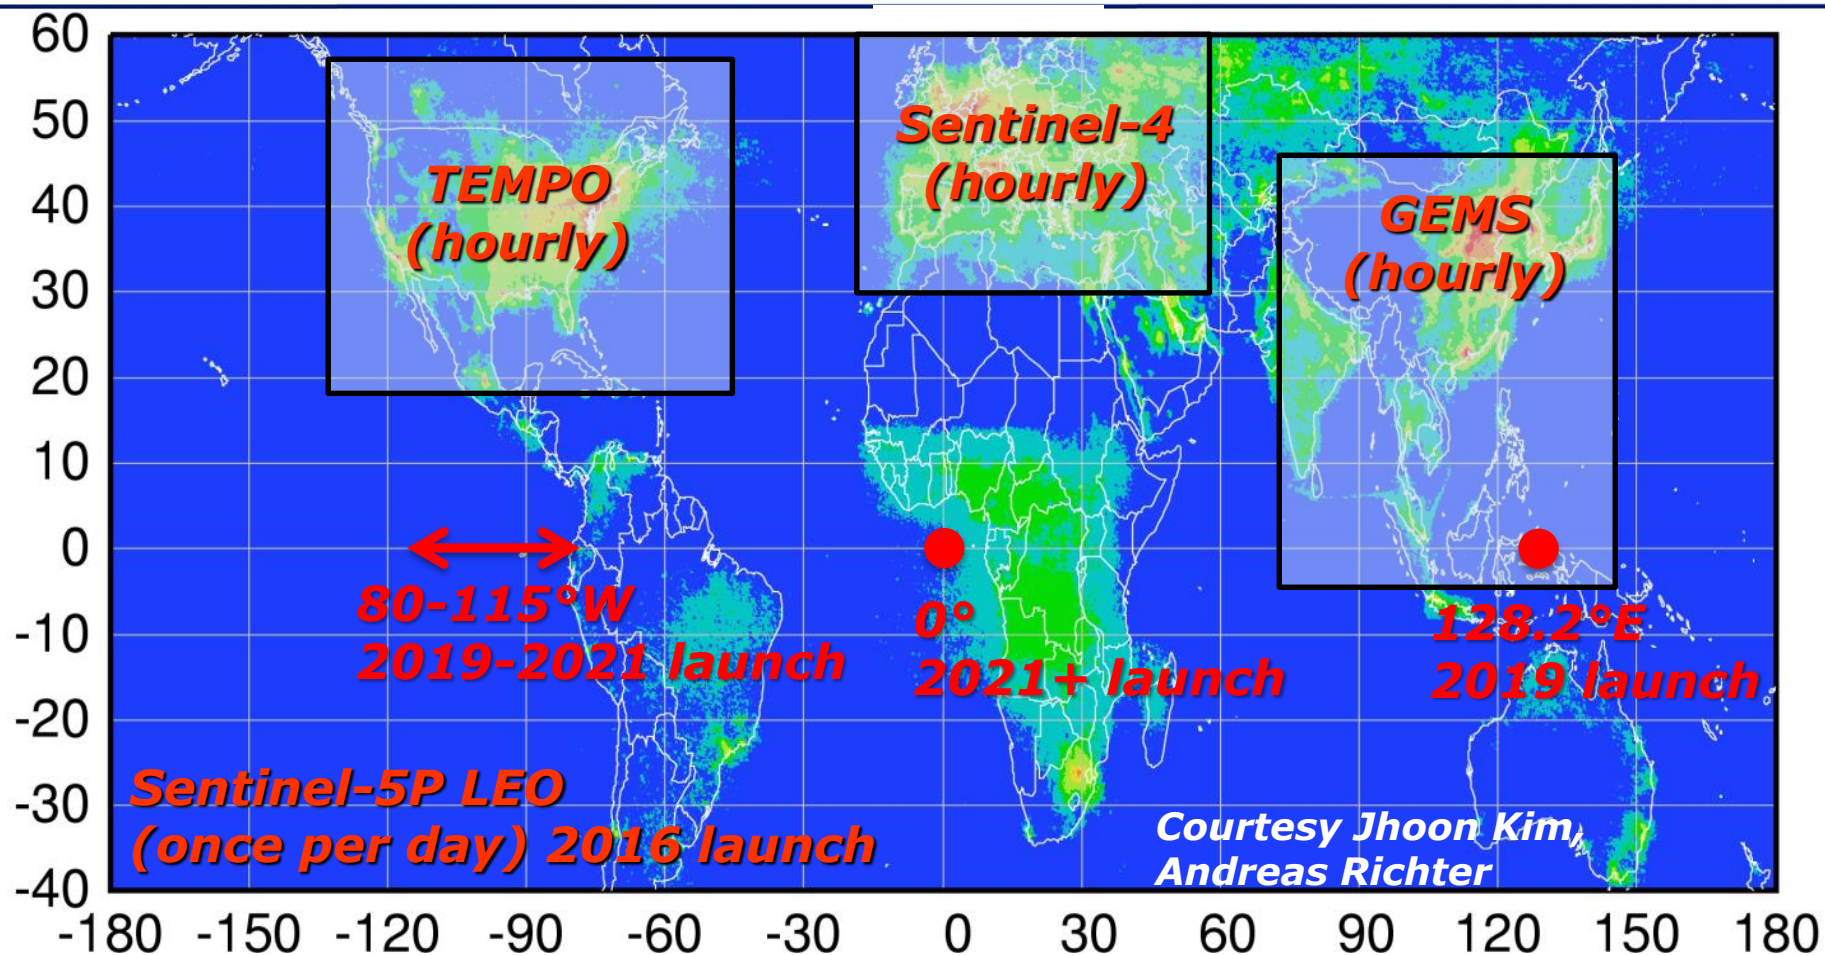 60
50
40
30
20
10
0
-10
-20
-30
-40
TEMPO
(hourly)
Sentinel-4
(hourly)
GEMS
(hourly)
80-115°W
2019-2021 launch
0°
2021+ launch
128.2°E
2019 launch
Sentinel-5P LEO
(once per day) 2016 launch
Courtesy Jhoon Kim,
Andreas Richter
-180 -150 -120 -90 -60 -30 0 30 60 90 120 150 180